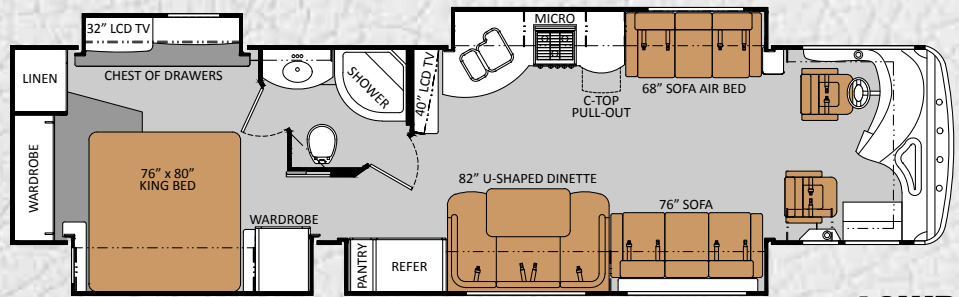 32” LCD TV
LINEN
CHEST OF DRAWERS
SHOWER
40” LCD TV
MICRO
C-TOP
PULL-OUT
68” SOFA AIR BED
WARDROBE
76” x 80”
KING BED
WARDROBE
PANTRY
REFER
82” U-SHAPED DINETTE
76” SOFA